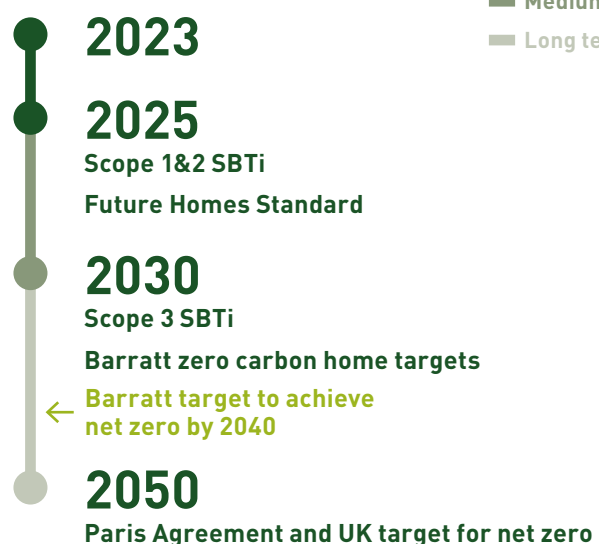 Long
2023
2025
Scope 1&2 SBTi
Future Homes Standard
2030
Scope 3 SBTi
Barratt zero carbon home targets
Barratt target to achieve
net zero by 2040
2050
Paris Agreement and UK target for net zero